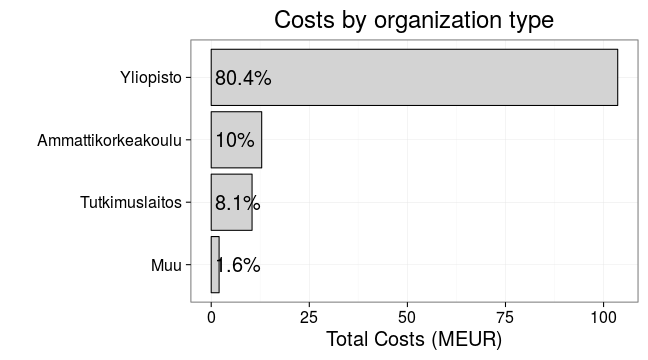 Costs by organization type
Yliopisto
80.4%
Ammattikorkeakoulu
10%
Tutkimuslaitos
8.1%
Muu
1.6%
0 25 50 75 100
Total Costs (MEUR)